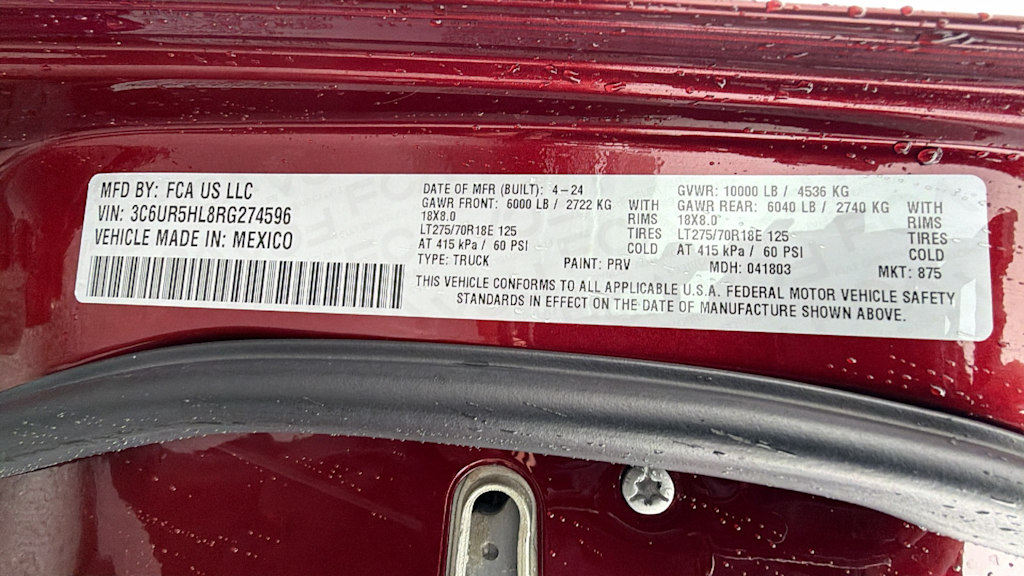 MFD BY: FCA US LLC
VIN: 3C6UR5HL8RG274596
VEHICLE MADE IN: MEXICO
DATE OF MFR (BUILT): 4-24
GAWR FRONT: 6000 LB / 2722 KG WITH
18X8.0 RIMS
LT275/70R18E 125 TIRES
AT 415 kPa / 60 PSI COLD
TYPE: TRUCK PAINT: PRV
GVWR: 10000 LB / 4536 KG
GAWR REAR: 6040 LB / 2740 KG WITH
18X8.0 RIMS
LT275/70R18E 125 TIRES
AT 415 kPa / 60 PSI COLD
MDH: 041803 MKT: 875
THIS VEHICLE CONFORMS TO ALL APPLICABLE U.S.A. FEDERAL MOTOR VEHICLE SAFETY
STANDARDS IN EFFECT ON THE DATE OF MANUFACTURE SHOWN ABOVE.